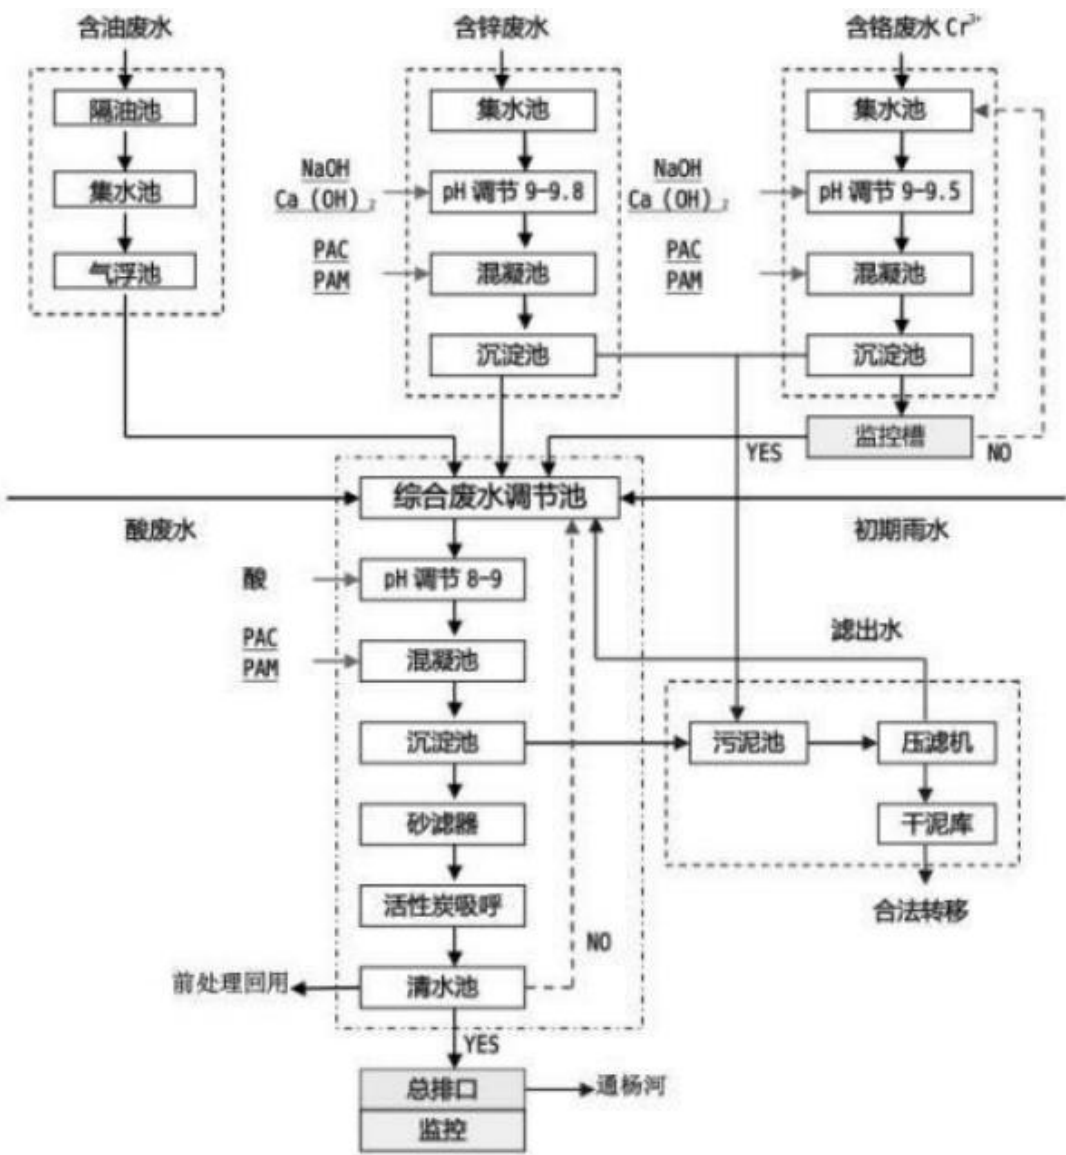 含油废水
隔油池
集水池
气浮池
含锌废水
集水池
NaOH
Ca(OH)₂
pH 调节 9-9.8
PAC
PAM
混凝池
沉淀池
含铬废水 Cr³⁺
集水池
NaOH
Ca(OH)₂
pH 调节 9-9.5
PAC
PAM
混凝池
沉淀池
监控槽
YES
NO
综合废水调节池
酸废水
初期雨水
酸
pH 调节 8-9
PAC
PAM
混凝池
沉淀池
砂滤器
活性炭吸呼
清水池
NO
前处理回用
YES
总排口
通杨河
监控
滤出水
污泥池
压滤机
干泥库
合法转移